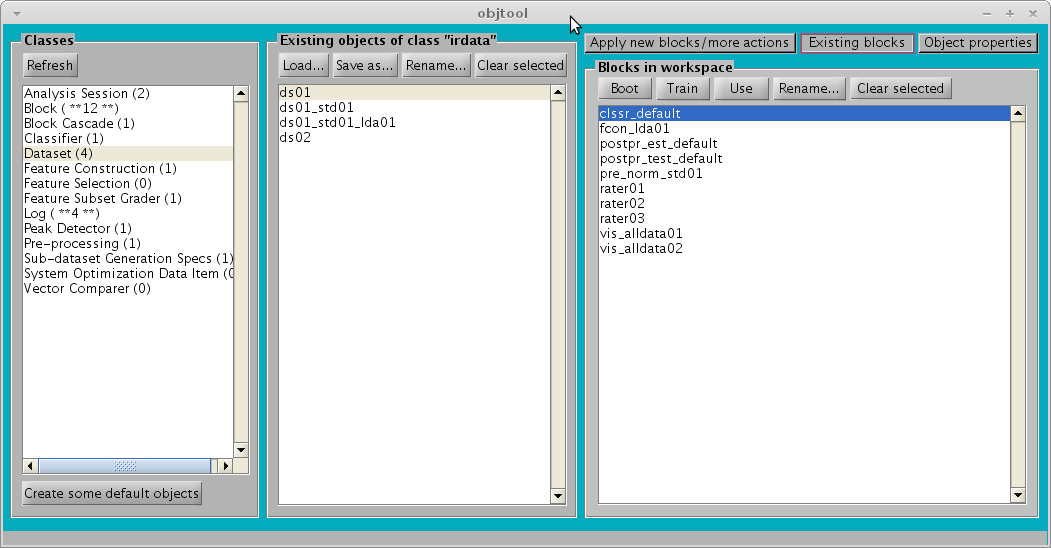 objtool
Classes
Refresh
Analysis Session (2)
Block ( **12 **)
Block Cascade (1)
Classifier (1)
Dataset (4)
Feature Construction (1)
Feature Selection (0)
Feature Subset Grader (1)
Log ( **4 **)
Peak Detector (1)
Pre-processing (1)
Sub-dataset Generation Specs (1)
System Optimization Data Item (0
Vector Comparer (0)
Create some default objects
Existing objects of class "irdata"
Load... Save as... Rename... Clear selected
ds01
ds01_std01
ds01_std01_lda01
ds02
Apply new blocks/more actions Existing blocks Object properties
Blocks in workspace
Boot Train Use Rename... Clear selected
clssr_default
fcon_lda01
postpr_est_default
postpr_test_default
pre_norm_std01
rater01
rater02
rater03
vis_alldata01
vis_alldata02